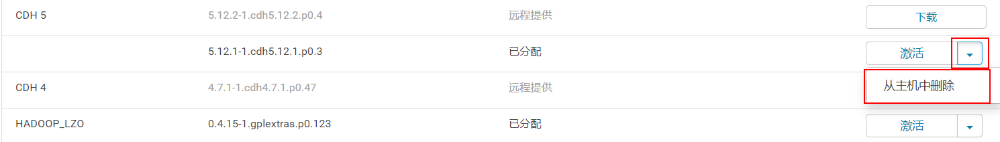 CDH 5 5.12.2-1.cdh5.12.2.p0.4 远程提供 下载
5.12.1-1.cdh5.12.1.p0.3 已分配 激活
CDH 4 4.7.1-1.cdh4.7.1.p0.47 远程提供 从主机中删除
HADOOP_LZO 0.4.15-1.gplextras.p0.123 已分配 激活